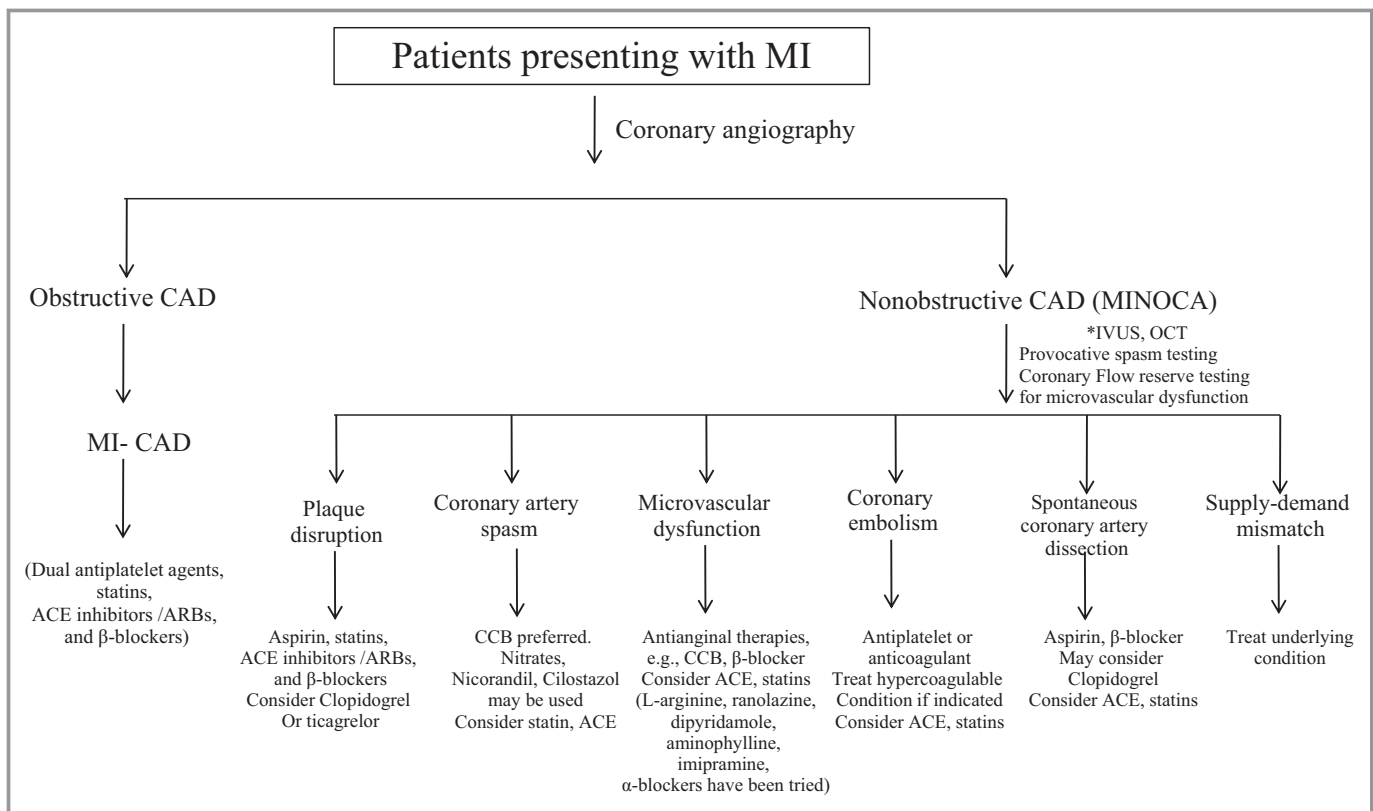 Patients presenting with MI
Coronary angiography
Obstructive CAD
MI- CAD
(Dual antiplatelet agents,
statins,
ACE inhibitors /ARBs,
and β-blockers)
Nonobstructive CAD (MINOCA)
*IVUS, OCT
Provocative spasm testing
Coronary Flow reserve testing
for microvascular dysfunction
Plaque
disruption
Aspirin, statins,
ACE inhibitors /ARBs,
and β-blockers
Consider Clopidogrel
Or ticagrelor
Coronary artery
spasm
CCB preferred.
Nitrates,
Nicorandil, Cilostazol
may be used
Consider statin, ACE
Microvascular
dysfunction
Antianginal therapies,
e.g., CCB, β-blocker
Consider ACE, statins
(L-arginine, ranolazine,
dipyridamole,
aminophylline,
imipramine,
α-blockers have been tried)
Coronary
embolism
Antiplatelet or
anticoagulant
Treat hypercoagulable
Condition if indicated
Consider ACE, statins
Spontaneous
coronary artery
dissection
Aspirin, β-blocker
May consider
Clopidogrel
Consider ACE, statins
Supply-demand
mismatch
Treat underlying
condition